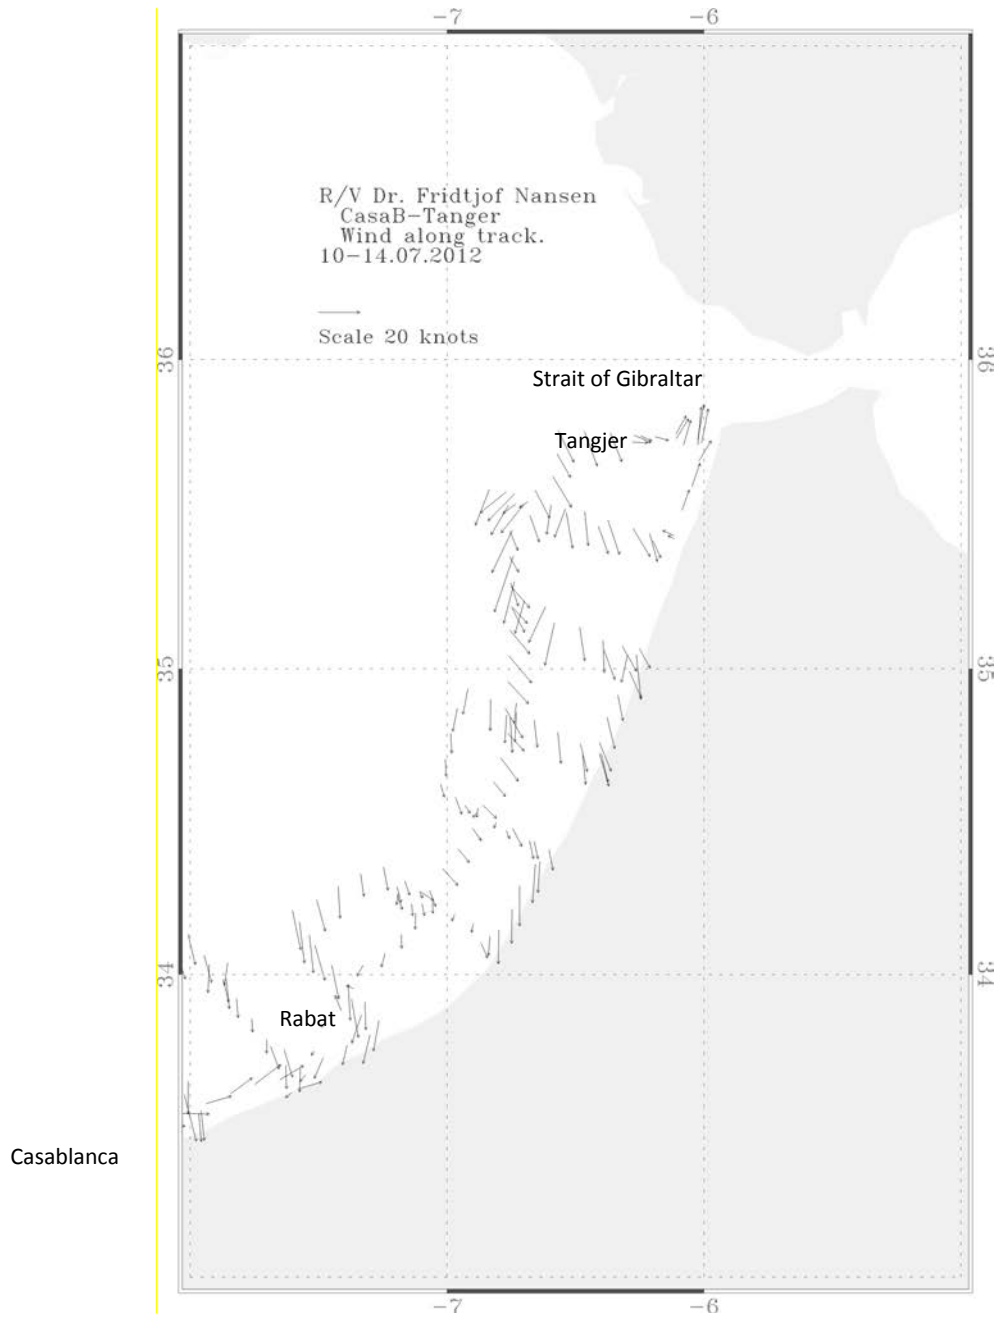 -7
-6
R/V Dr. Fridtjof Nansen
CasaB-Tanger
Wind along track.
10-14.07.2012
Scale 20 knots
36
36
Strait of Gibraltar
Tangjer
35
35
34
34
Rabat
Casablanca
-7
-6